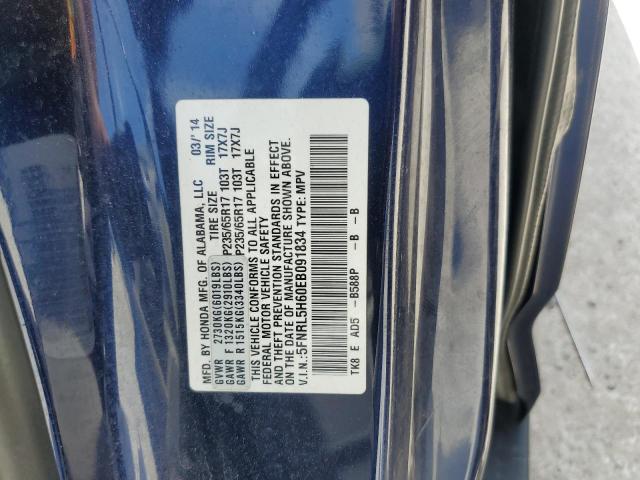 MFD. BY HONDA MFG. OF ALABAMA, LLC 03/'14
TIRE SIZE RIM SIZE
GVWR 2730KG(6019LBS)
GAWR F 1320KG(2910LBS) P235/65R17 103T 17X7J
GAWR R 1515KG(3340LBS) P235/65R17 103T 17X7J
THIS VEHICLE CONFORMS TO ALL APPLICABLE
FEDERAL MOTOR VEHICLE SAFETY
AND THEFT PREVENTION STANDARDS IN EFFECT
ON THE DATE OF MANUFACTURE SHOWN ABOVE.
V.I.N.:5FNRL5H60EB091834 TYPE: MPV
TK8 E AD5 -B588P -B -B